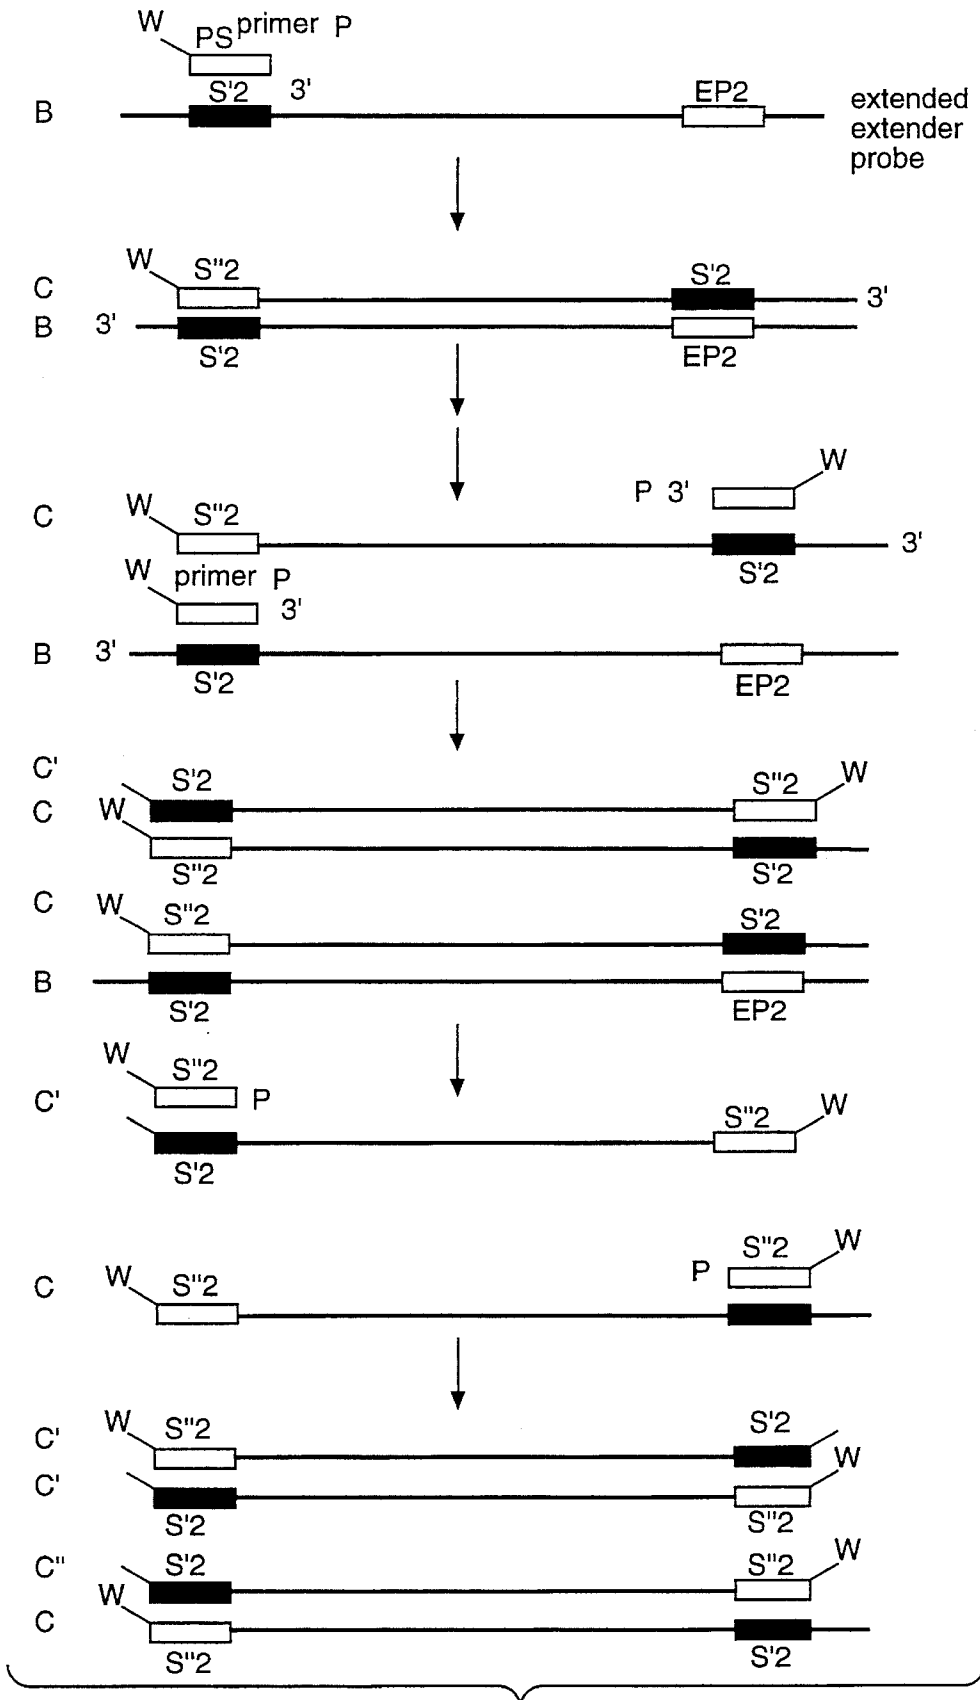 W
PS primer P
S'2 3' EP2
B
extended
extender
probe
W S"2 S'2
C 3'
B 3'
S'2 EP2
W
P 3'
W S"2
C 3'
S'2
W primer P
3'
B 3'
S'2 EP2
C' S'2 S"2 W
C W
S"2 S'2
C W S"2 S'2
B
S'2 EP2
W S"2
C' P
S"2 W
S'2
S"2 W
P
C W S"2
W S"2 S'2
C'
C' W
S'2 S"2
C" S'2 S"2 W
C W
S"2 S'2